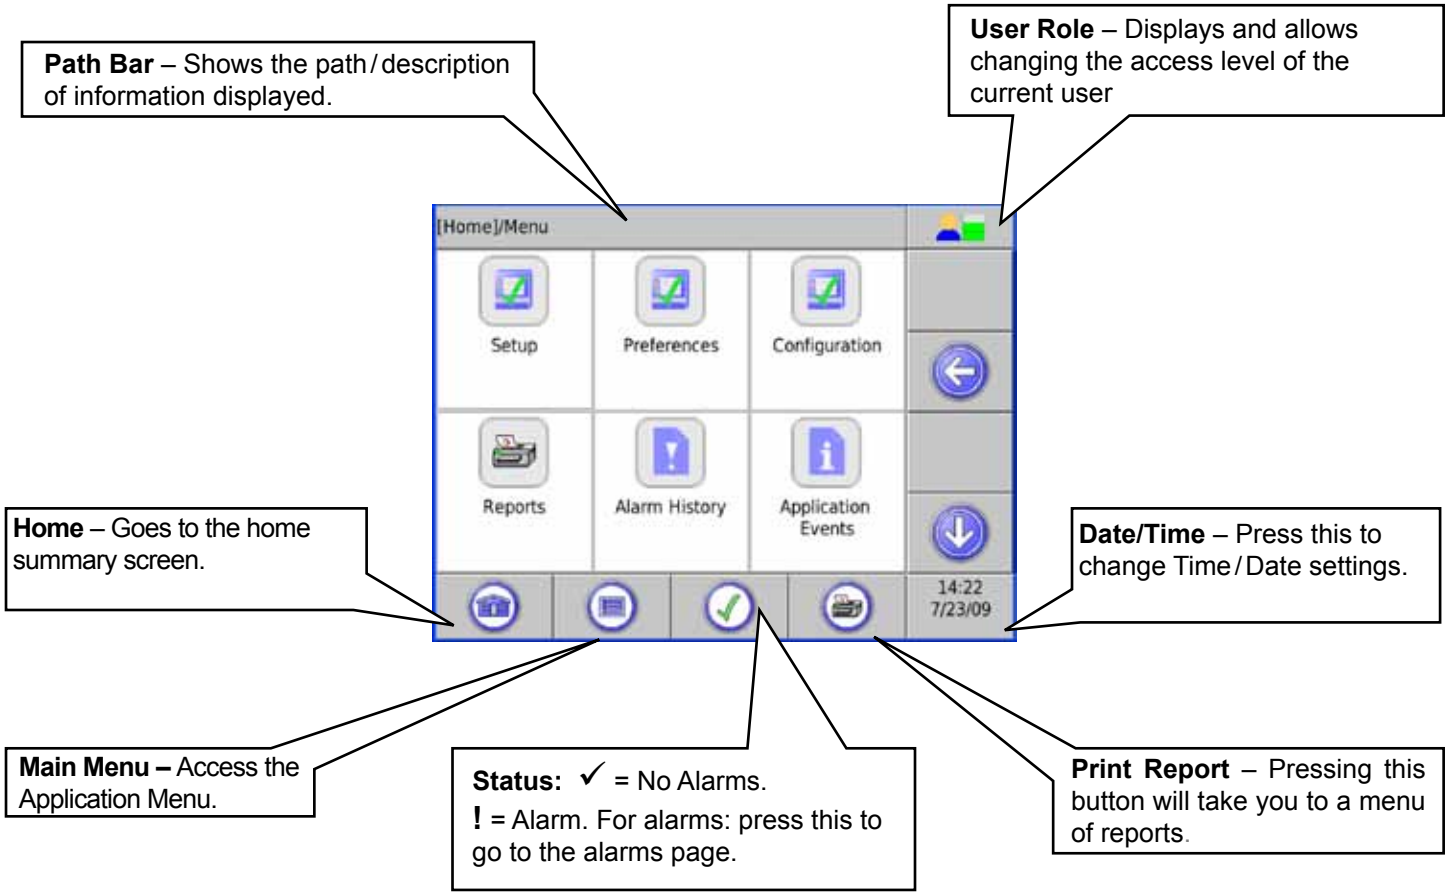 User Role – Displays and allows
changing the access level of the
current user
Path Bar – Shows the path/description
of information displayed.
[Home]/Menu
Setup
Preferences
Configuration
Reports
Alarm History
Application
Events
14:22
7/23/09
Home – Goes to the home
summary screen.
Date/Time – Press this to
change Time/Date settings.
Main Menu – Access the
Application Menu.
Status: ✓ = No Alarms.
! = Alarm. For alarms: press this to
go to the alarms page.
Print Report – Pressing this
button will take you to a menu
of reports.